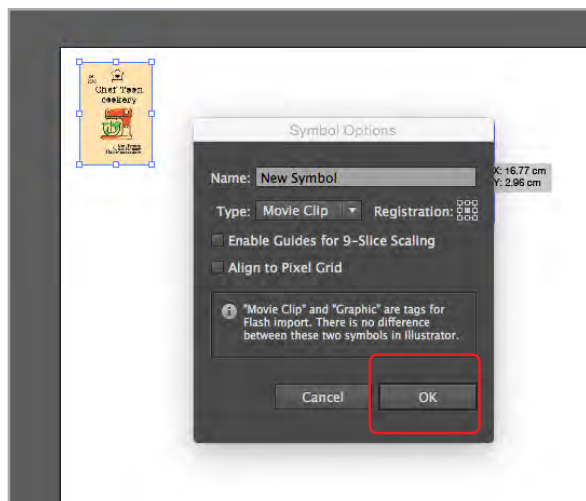 Chef Teen
cookery
Symbol Options
X: 16.77 cm
Y: 2.96 cm
Name: New Symbol
Type: Movie Clip Registration:
Enable Guides for 9-Slice Scaling
Align to Pixel Grid
"Movie Clip" and "Graphic" are tags for
Flash import. There is no difference
between these two symbols in Illustrator.
Cancel OK